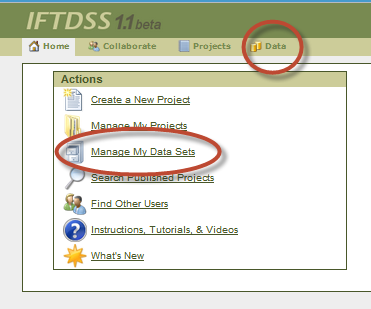 IFTDSS 1.1 beta
Home Collaborate Projects Data
Actions
Create a New Project
Manage My Projects
Manage My Data Sets
Search Published Projects
Find Other Users
Instructions, Tutorials, & Videos
What's New